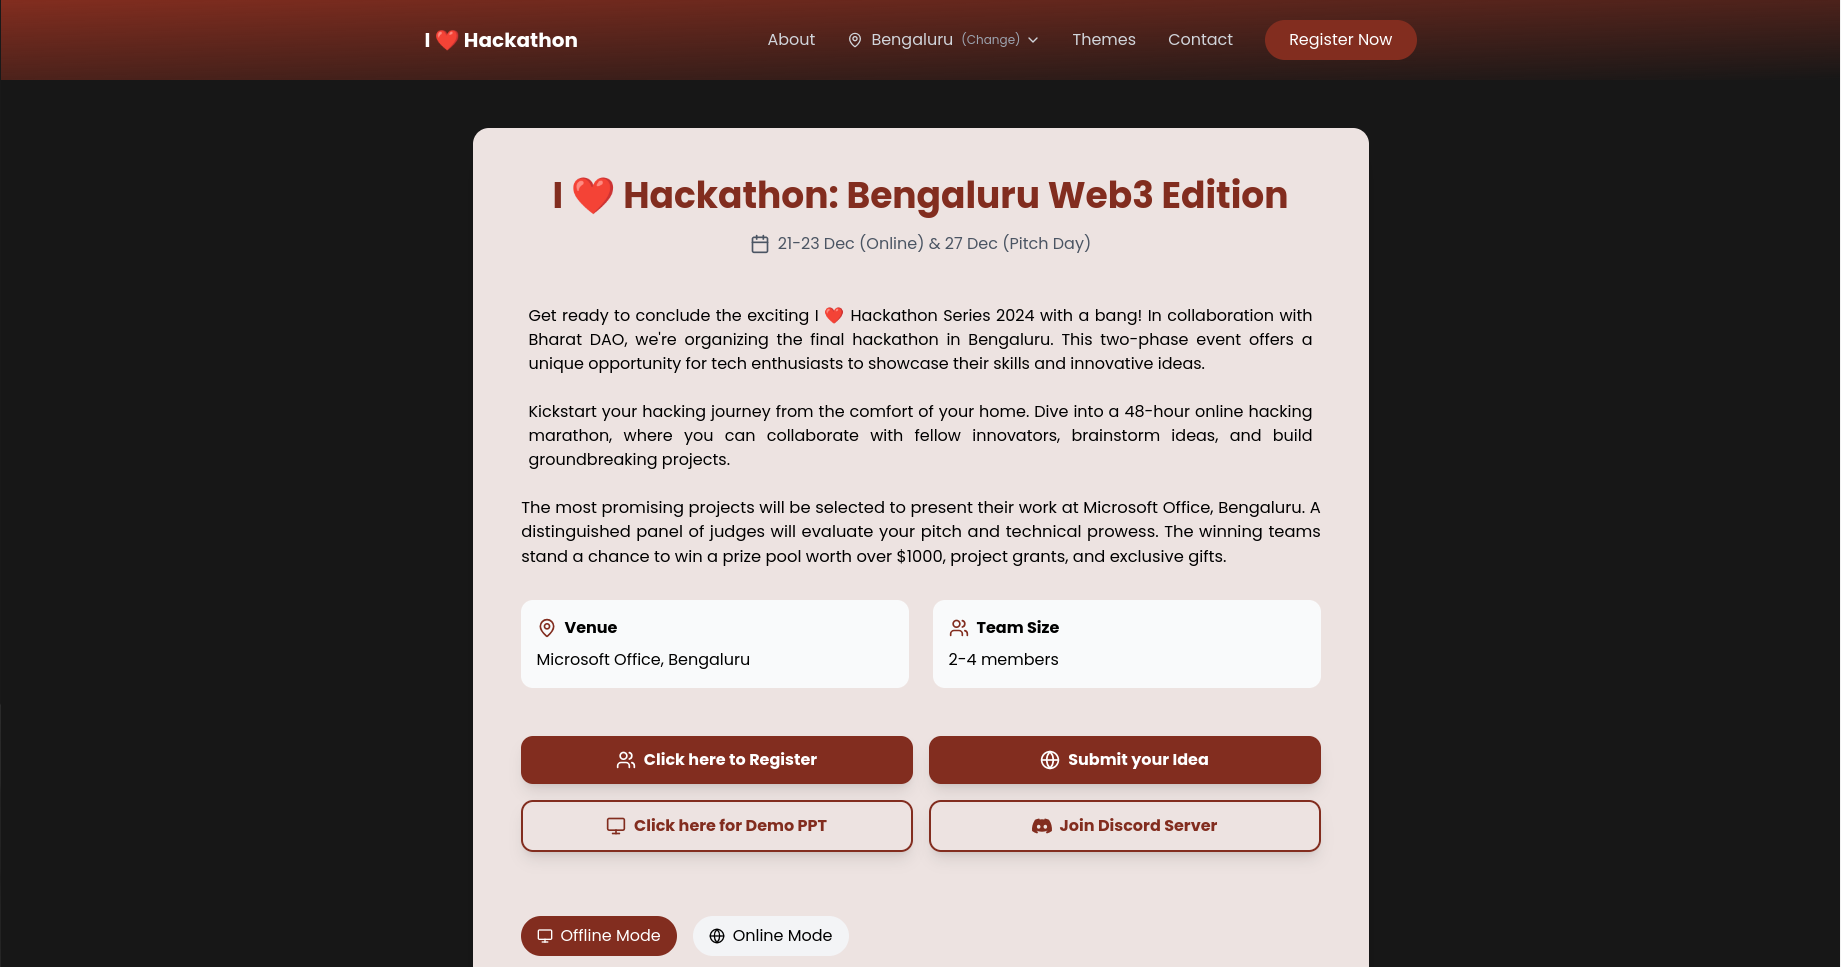 I ❤️ Hackathon
About
Bengaluru (Change)
Themes
Contact
Register Now
I ❤️ Hackathon: Bengaluru Web3 Edition
21-23 Dec (Online) & 27 Dec (Pitch Day)
Get ready to conclude the exciting I ❤️ Hackathon Series 2024 with a bang! In collaboration with
Bharat DAO, we're organizing the final hackathon in Bengaluru. This two-phase event offers a
unique opportunity for tech enthusiasts to showcase their skills and innovative ideas.
Kickstart your hacking journey from the comfort of your home. Dive into a 48-hour online hacking
marathon, where you can collaborate with fellow innovators, brainstorm ideas, and build
groundbreaking projects.
The most promising projects will be selected to present their work at Microsoft Office, Bengaluru. A
distinguished panel of judges will evaluate your pitch and technical prowess. The winning teams
stand a chance to win a prize pool worth over $1000, project grants, and exclusive gifts.
Venue
Microsoft Office, Bengaluru
Team Size
2-4 members
Click here to Register
Submit your Idea
Click here for Demo PPT
Join Discord Server
Offline Mode
Online Mode